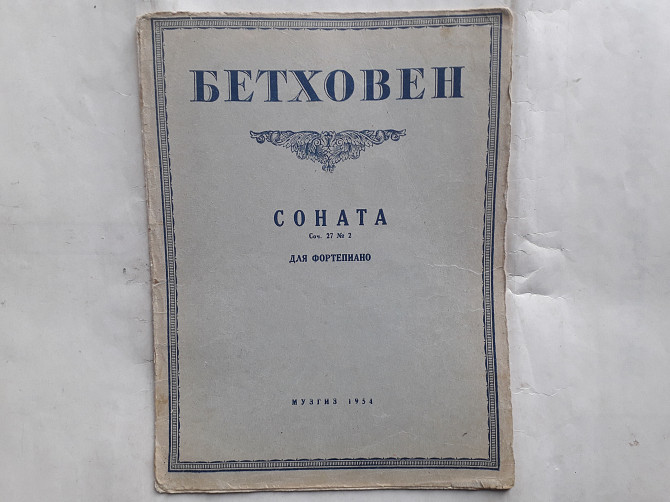 БЕТХОВЕН
СОНАТА
Соч. 27 № 2
ДЛЯ ФОРТЕПИАНО
МУЗГИЗ 1954